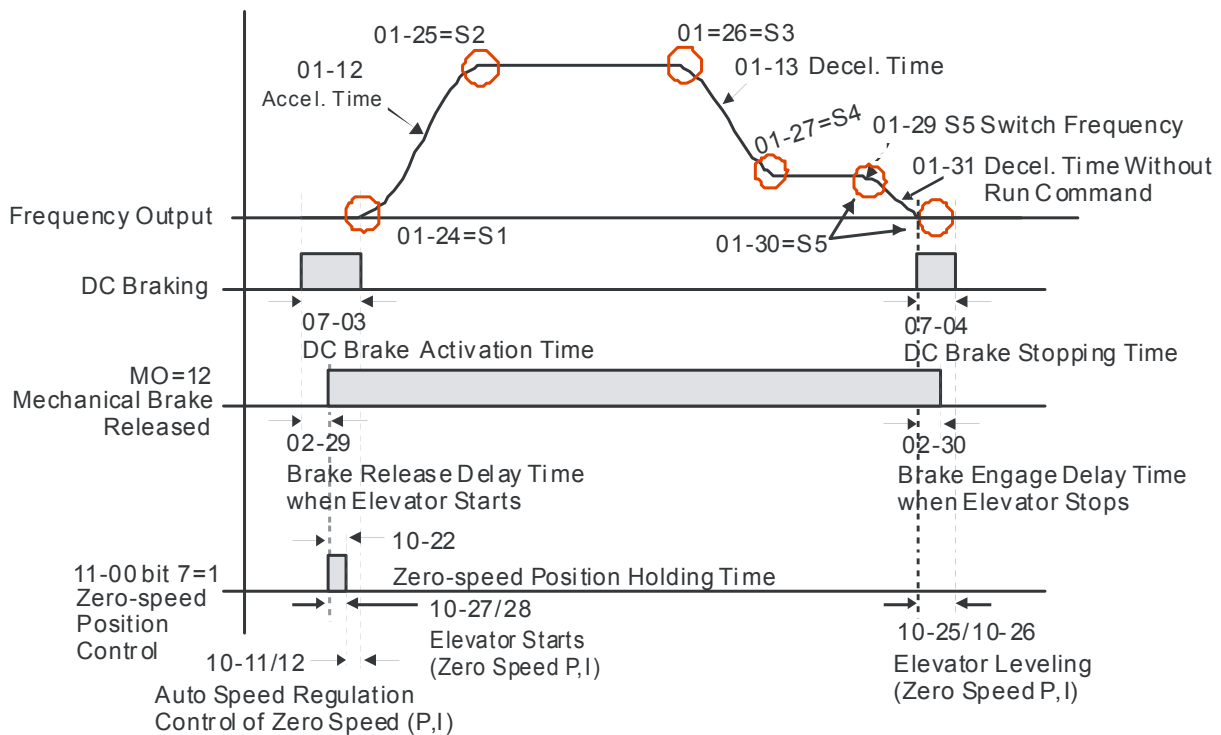 01-25=S2
01=26=S3
01-12
Accel. Time
01-13 Decel. Time
01-27=S4
01-29 S5 Switch Frequency
01-31 Decel. Time Without
Run Command
Frequency Output
01-24=S1
01-30=S5
DC Braking
07-03
DC Brake Activation Time
07-04
DC Brake Stopping Time
MO=12
Mechanical Brake
Released
02-29
Brake Release Delay Time
when Elevator Starts
02-30
Brake Engage Delay Time
when Elevator Stops
10-22
Zero-speed Position Holding Time
11-00 bit 7=1
Zero-speed
Position
Control
10-27/28
Elevator Starts
(Zero Speed P,I)
10-25/10-26
Elevator Leveling
(Zero Speed P,I)
10-11/12
Auto Speed Regulation
Control of Zero Speed (P,I)